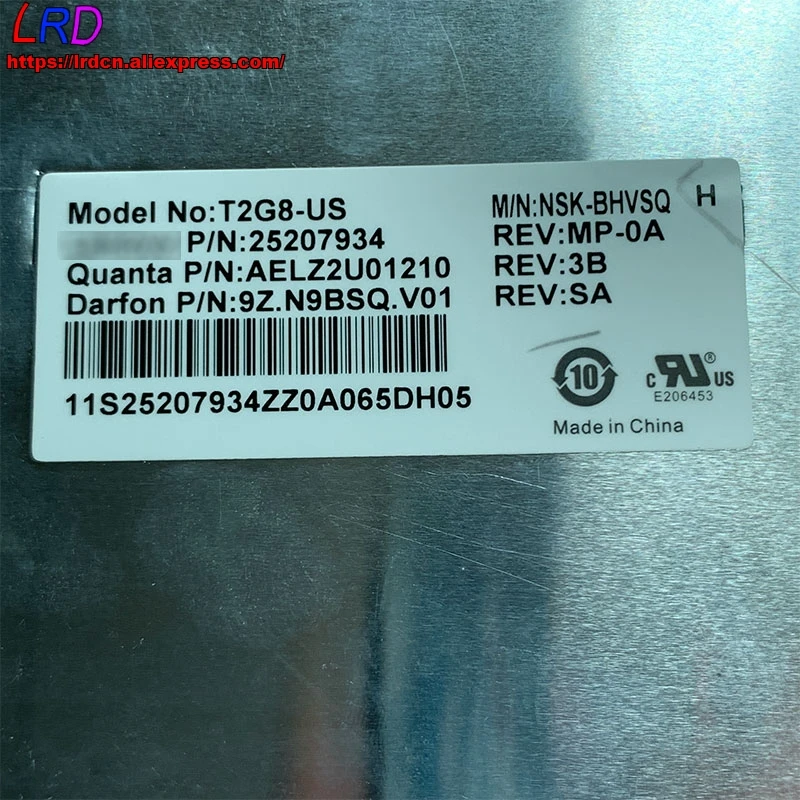 LRD
https://lrdcn.aliexpress.com/
Model No:T2G8-US
P/N:25207934
Quanta P/N:AELZ2U01210
Darfon P/N:9Z.N9BSQ.V01
11S25207934ZZ0A065DH05
M/N:NSK-BHVSQ H
REV:MP-0A
REV:3B
REV:SA
10
c RU ® US
E206453
Made in China